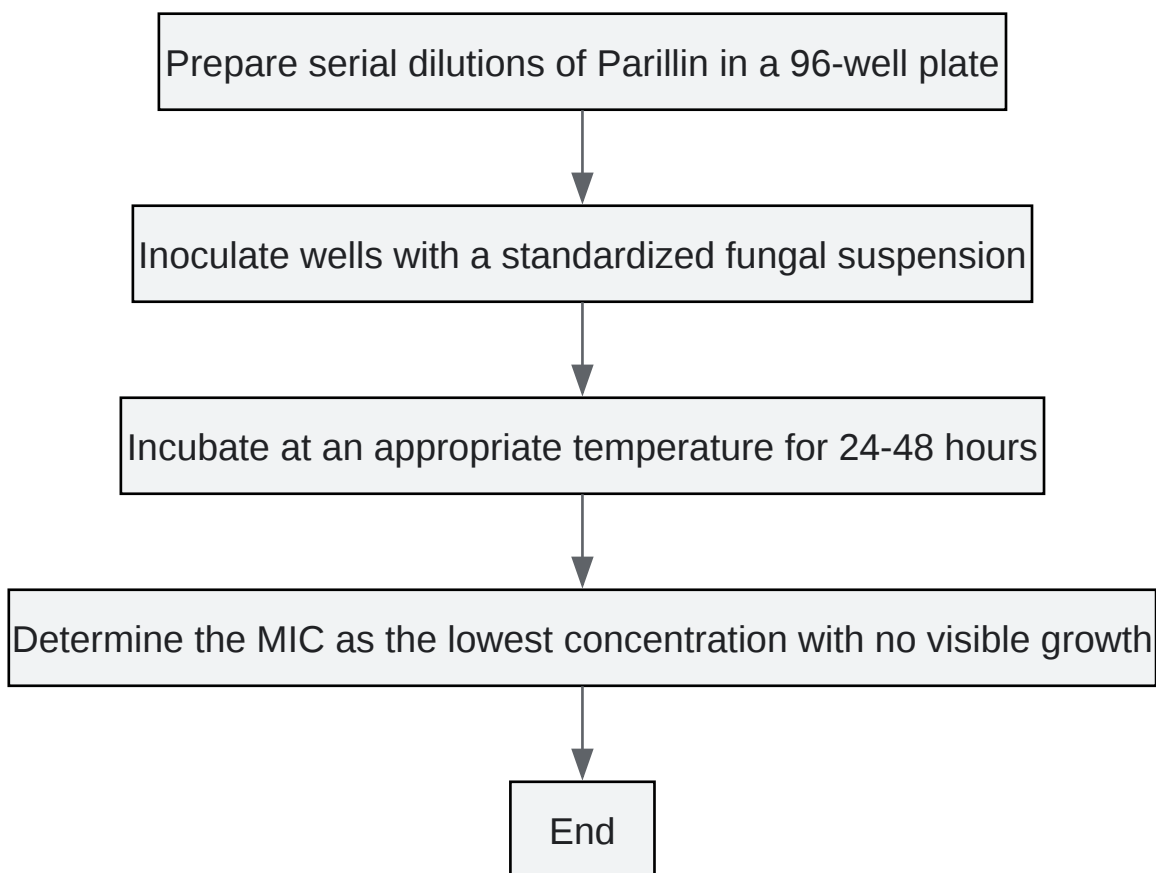 Prepare serial dilutions of Parillin in a 96-well plate
Inoculate wells with a standardized fungal suspension
Incubate at an appropriate temperature for 24-48 hours
Determine the MIC as the lowest concentration with no visible growth
End